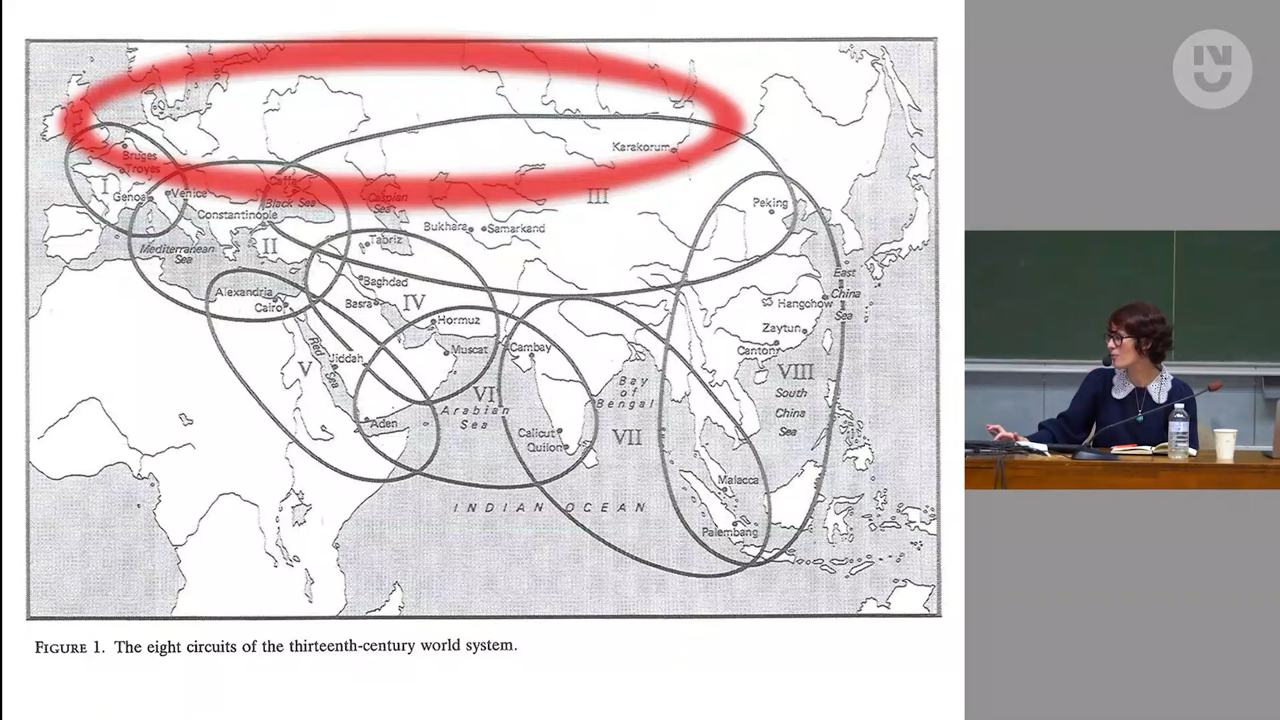 Bruges
Troyes
I
Genoa
Venice
Constantinople
Caffa
Black Sea
II
Mediterranean
Sea
Caspian
Sea
Karakorum
III
Bukhara
Samarkand
Peking
Tabriz
Baghdad
Basra
IV
Alexandria
Cairo
Hormuz
Muscat
Red
Sea
Jiddah
V
VI
Arabian
Sea
Aden
Cambay
Calicut
Quilon
Bay
of
Bengal
VII
East
China
Sea
Hangchow
Zaytun
Canton
VIII
South
China
Sea
Malacca
Palembang
INDIAN OCEAN
FIGURE 1. The eight circuits of the thirteenth-century world system.